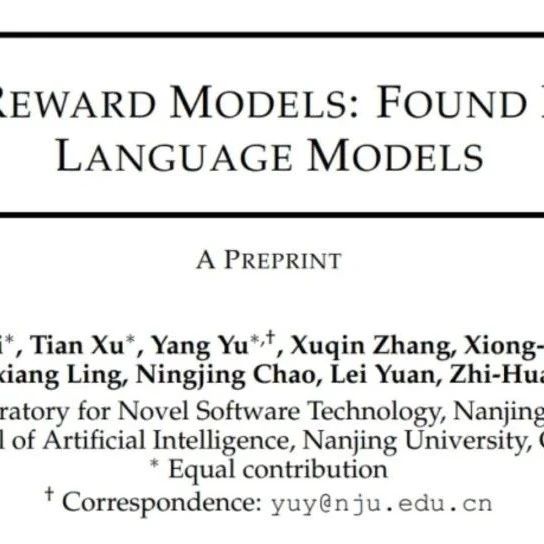 REWARD MODELS: FOUND
LANGUAGE MODELS
A PREPRINT
*, Tian Xu*, Yang Yu*,†, Xuqin Zhang, Xiong-
xiang Ling, Ningjing Chao, Lei Yuan, Zhi-Hua
ratory for Novel Software Technology, Nanjing
l of Artificial Intelligence, Nanjing University,
* Equal contribution
† Correspondence: yuy@nju.edu.cn